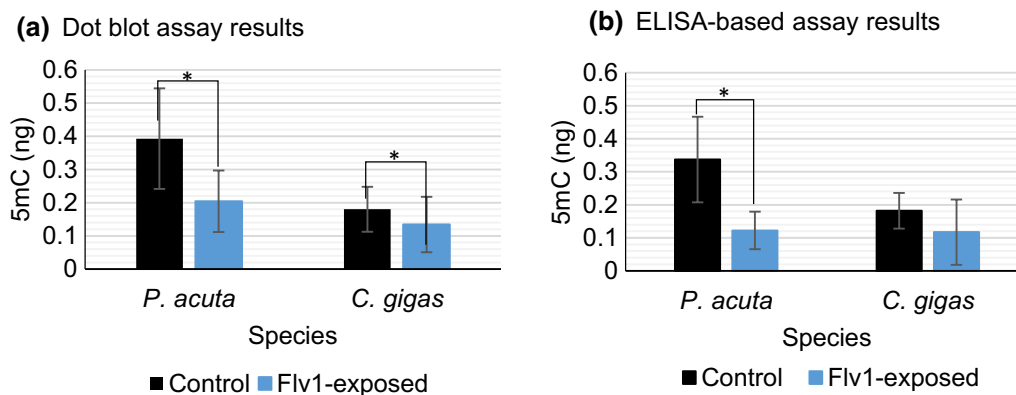 (a) Dot blot assay results
0.6
0.5
0.4
0.3
0.2
0.1
0
5mC (ng)
*
*
P. acuta
C. gigas
Species
Control
Flv1-exposed
(b) ELISA-based assay results
0.6
0.5
0.4
0.3
0.2
0.1
0
5mC (ng)
*
P. acuta
C. gigas
Species
Control
Flv1-exposed